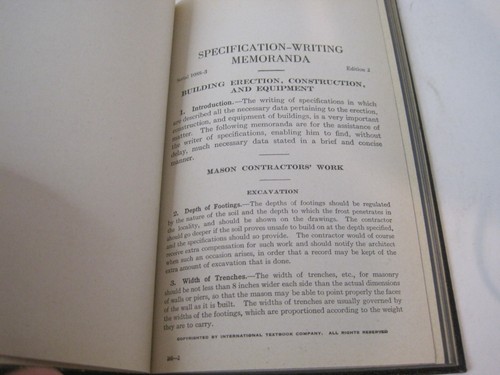 SPECIFICATION-WRITING
MEMORANDA
Serial Edition 2
BUILDING ERECTION, CONSTRUCTION,
AND EQUIPMENT
1. Introduction.—The writing of specifications in which
are described all the necessary data pertaining to the erection,
construction, and equipment of buildings, is a very important
matter. The following memoranda are for the assistance of
the writer of specifications, enabling him to find, without
delay, much necessary data stated in a brief and concise
manner.
MASON CONTRACTORS' WORK
EXCAVATION
2. Depth of Footings.—The depths of footings should be regulated
by the nature of the soil and the depth to which the frost penetrates in
the locality, and should be shown on the drawings. The contractor
should go deeper if the soil proves unsafe to build on at the depth specified,
and the specifications should so provide. The contractor would of course
receive extra compensation for such work and should notify the architect
when such an occasion arises, in order that a record may be kept of the
extra amount of excavation that is done.
3. Width of Trenches.—The width of trenches, etc., for masonry
should be not less than 8 inches wider each side than the actual dimensions
of walls or piers, so that the mason may be able to point properly the faces
of the wall as it is built. The widths of trenches are usually governed by
the widths of the footings, which are proportioned according to the weight
they are to carry.
COPYRIGHTED BY INTERNATIONAL TEXTBOOK COMPANY. ALL RIGHTS RESERVED